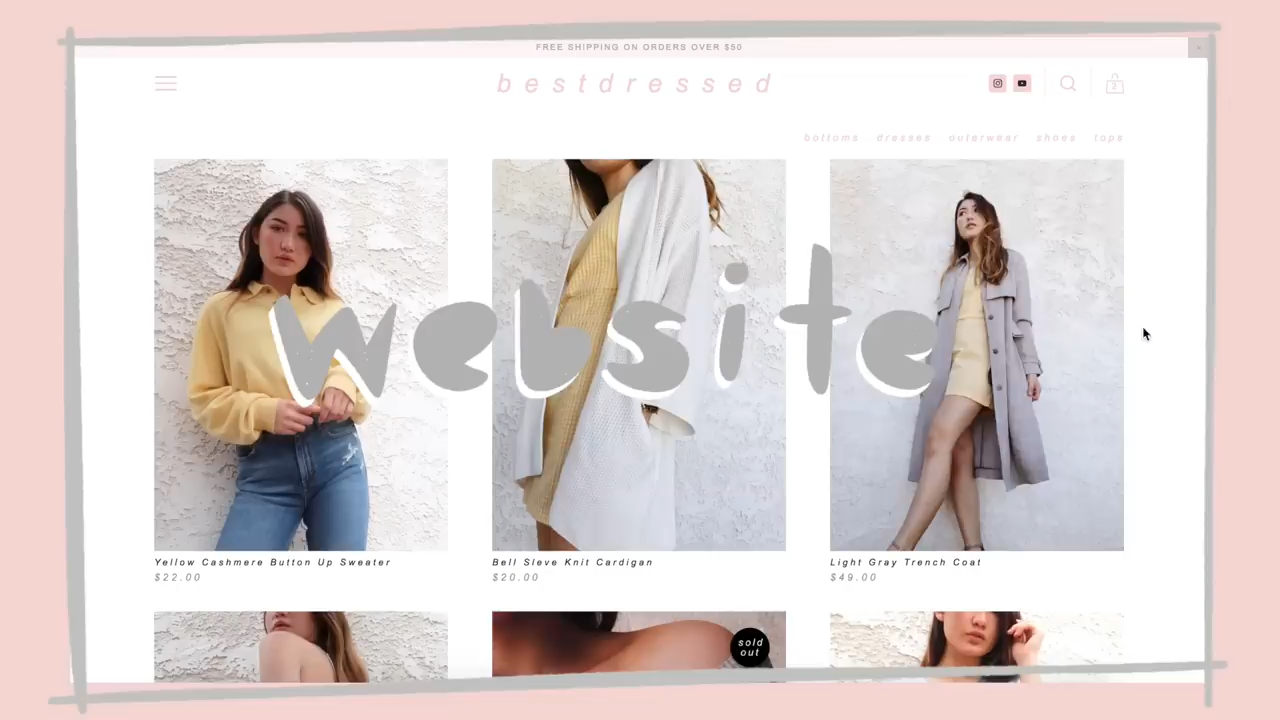 FREE SHIPPING ON ORDERS OVER $50
×
bestdressed
2
bottoms dresses outerwear shoes tops
website
Yellow Cashmere Button Up Sweater
$22.00
Bell Sleve Knit Cardigan
$20.00
Light Gray Trench Coat
$49.00
sold
out